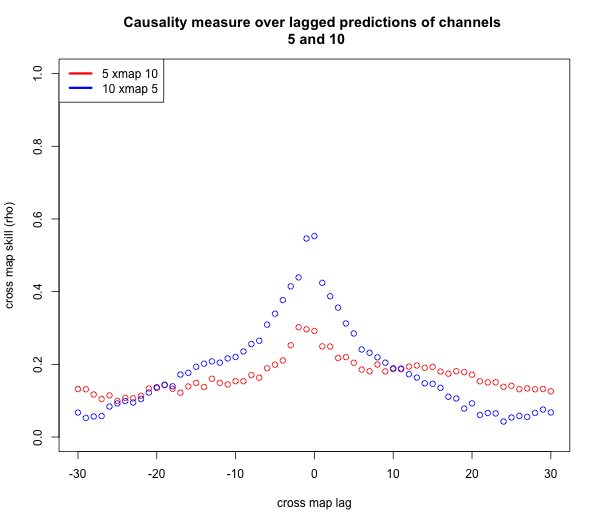 Causality measure over lagged predictions of channels
5 and 10
5 xmap 10
10 xmap 5
cross map skill (rho)
1.0
0.8
0.6
0.4
0.2
0.0
-30
-20
-10
0
10
20
30
cross map lag